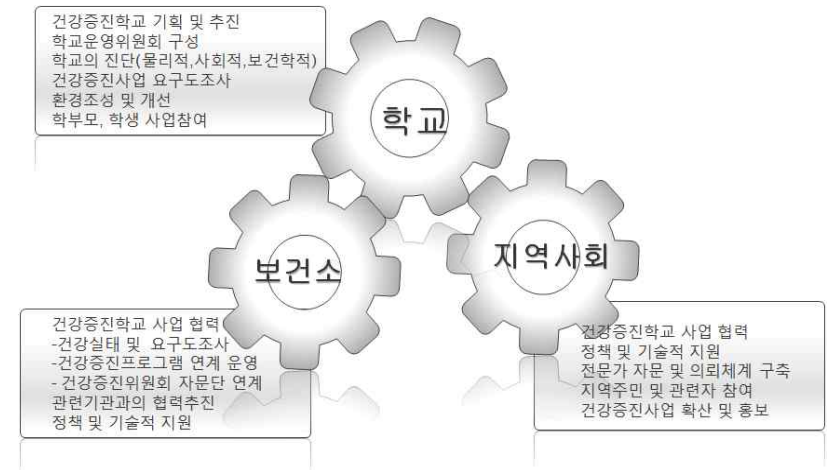 건강증진학교 기획 및 추진
학교운영위원회 구성
학교의 진단(물리적,사회적,보건학적)
건강증진사업 요구도조사
환경조성 및 개선
학부모, 학생 사업참여
학교
보건소
지역사회
건강증진학교 사업 협력
-건강실태 및 요구도조사
-건강증진프로그램 연계 운영
- 건강증진위원회 자문단 연계
관련기관과의 협력추진
정책 및 기술적 지원
건강증진학교 사업 협력
정책 및 기술적 지원
전문가 자문 및 의뢰체계 구축
지역주민 및 관련자 참여
건강증진사업 확산 및 홍보